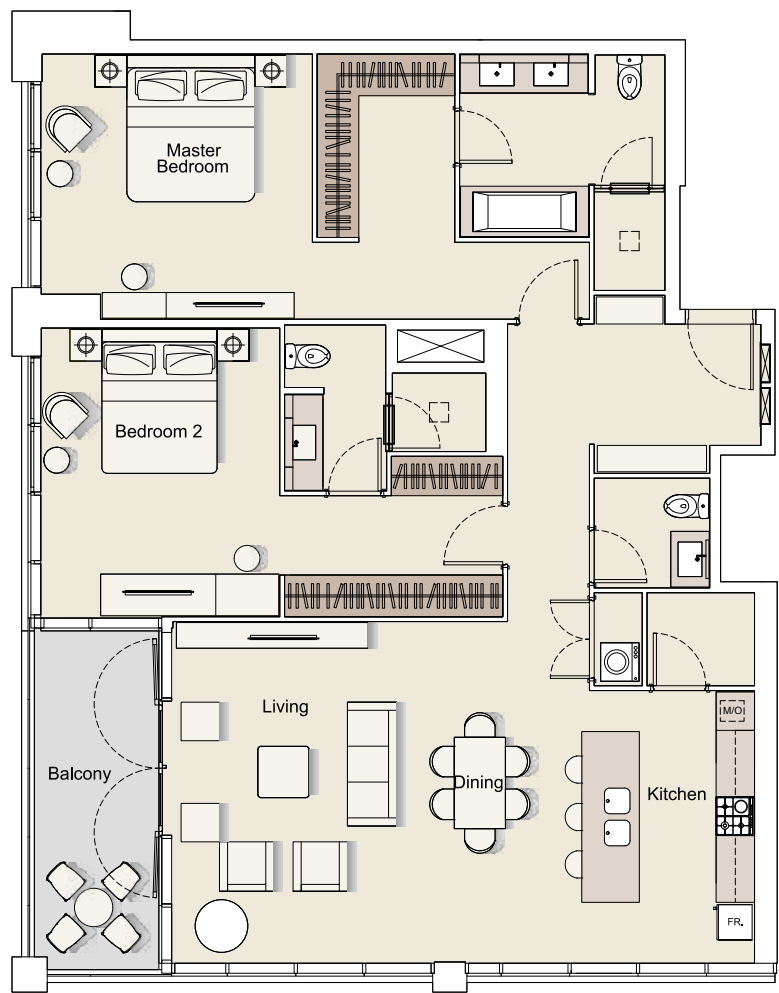 Master
Bedroom
Bedroom 2
Living
M/O
Balcony
Dining
Kitchen
FR.